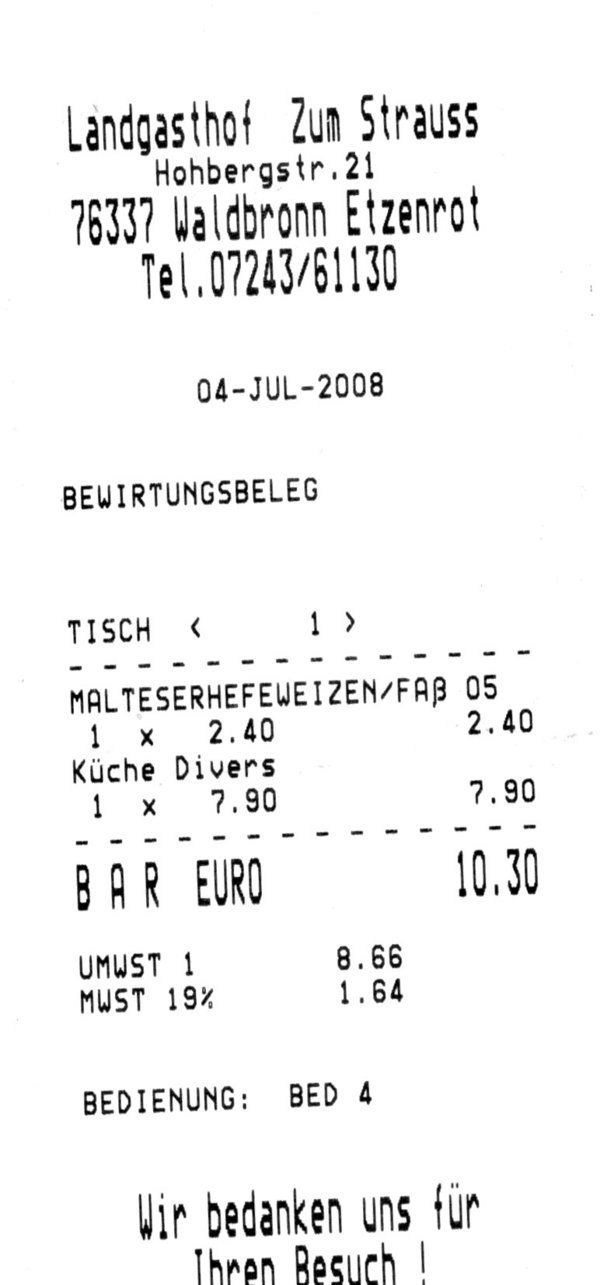 Landgasthof Zum Strauss
Hohbergstr.21
76337 Waldbronn Etzenrot
Tel.07243/61130
04-JUL-2008
BEWIRTUNGSBELEG
TISCH < 1 >
- - - - - - - - - - - - - -
MALTESERHEFEWEIZEN/FAß 05
1 x 2.40 2.40
Küche Divers
1 x 7.90 7.90
- - - - - - - - - - - - - -
BAR EURO 10.30
UMWST 1 8.66
MWST 19% 1.64
BEDIENUNG: BED 4
Wir bedanken uns für
Ihren Besuch !